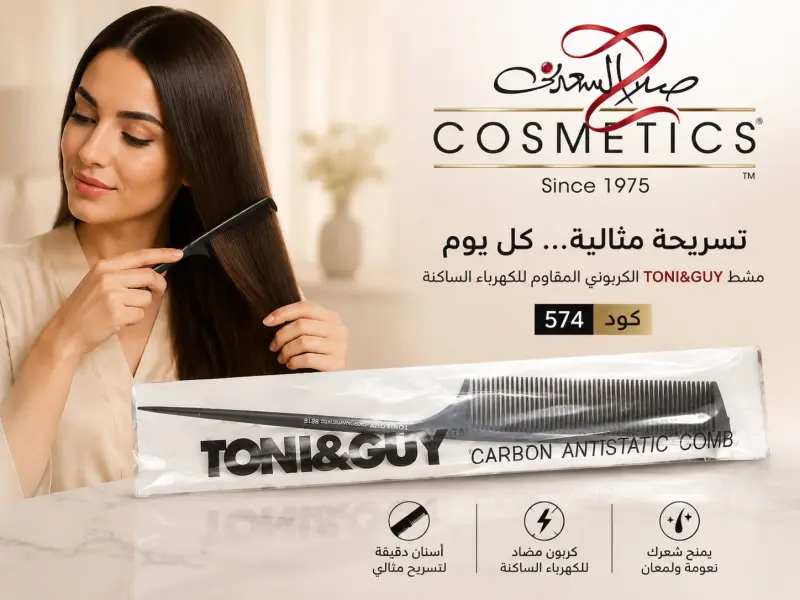 صلاح السعدني
COSMETICS®
TM
Since 1975
تسريحة مثالية... كل يوم
مشط TONI&GUY الكربوني المقاوم للكهرباء الساكنة
كود 574
TONI&GUY
CARBON ANTISTATIC COMB
أسنان دقيقة
لتسريح مثالي
كربون مضاد
للكهرباء الساكنة
يمنح شعرك
نعومة ولمعان